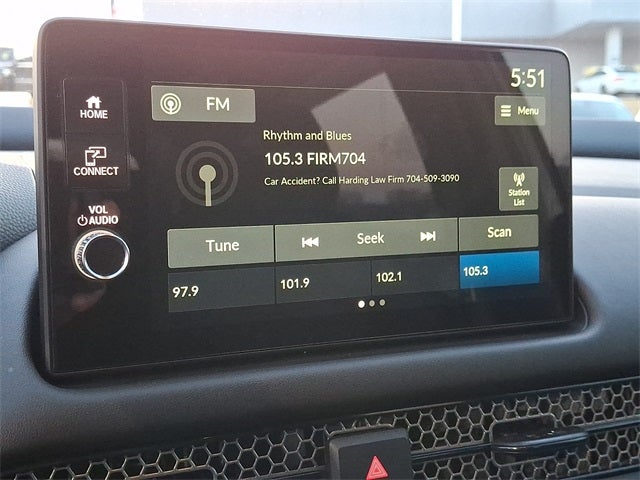 5:51
FM
Menu
HOME
Rhythm and Blues
105.3 FIRM704
CONNECT
Car Accident? Call Harding Law Firm 704-509-3090
Station
List
VOL
AUDIO
Tune
Seek
Scan
97.9
101.9
102.1
105.3